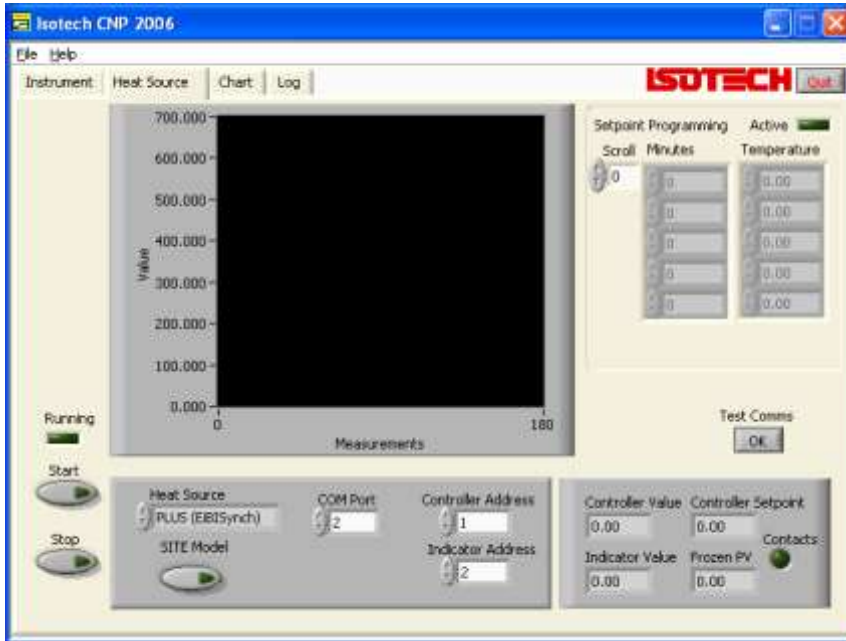 Isotech CNP 2006
File Help
Instrument Heat Source Chart Log
ISOTECH Quit
700.000
600.000
500.000
400.000
300.000
200.000
100.000
0.000
Value
0 180
Measurements
Setpoint Programming Active
Scroll Minutes Temperature
0 0 0.00
0 0.00
0 0.00
0 0.00
0 0.00
Test Comms
OK
Running
Start
Stop
Heat Source COM Port Controller Address
PLUS (EIBISynch) 2 1
SITE Model Indicator Address
2
Controller Value Controller Setpoint
0.00 0.00
Contacts
Indicator Value Frozen PV
0.00 0.00